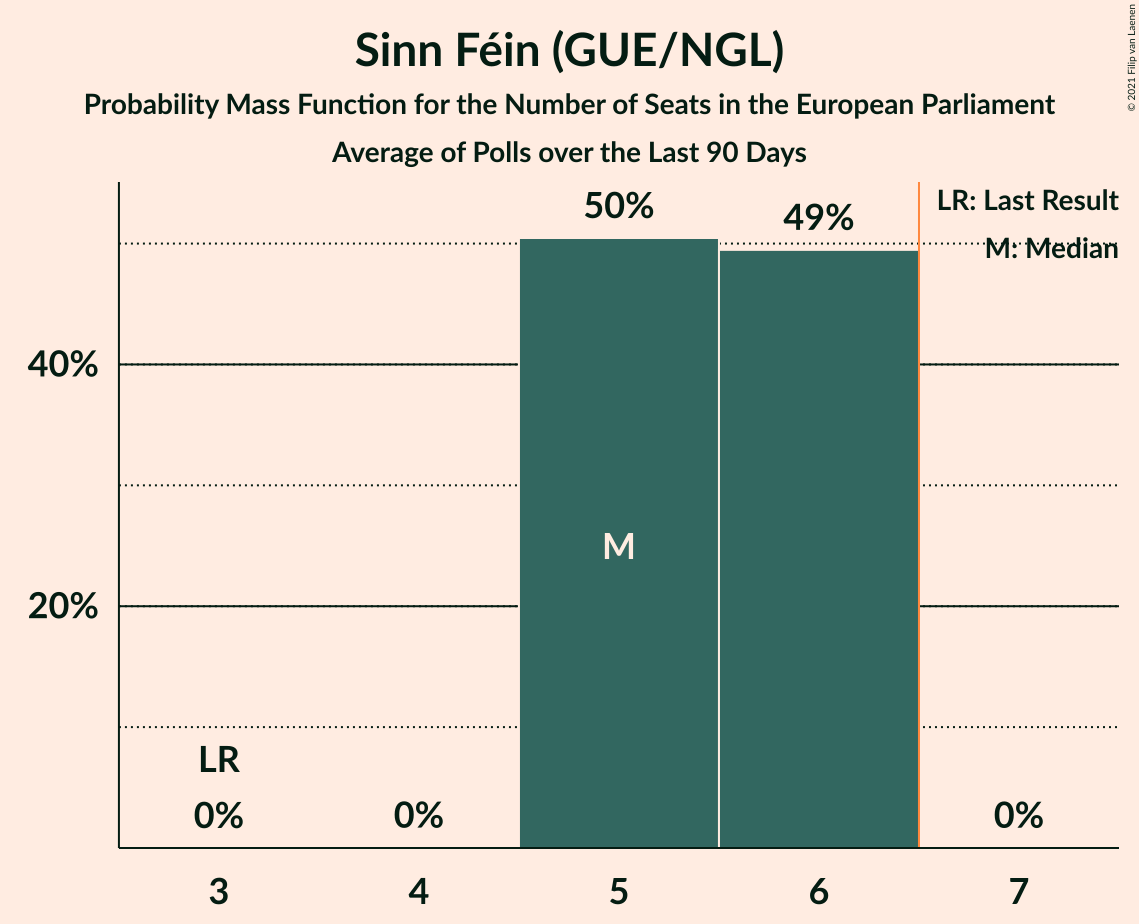 Sinn Féin (GUE/NGL)
Probability Mass Function for the Number of Seats in the European Parliament
Average of Polls over the Last 90 Days
© 2021 Filip van Laenen
LR: Last Result
M: Median
50%
49%
40%
20%
M
LR
0%
0%
0%
3
4
5
6
7